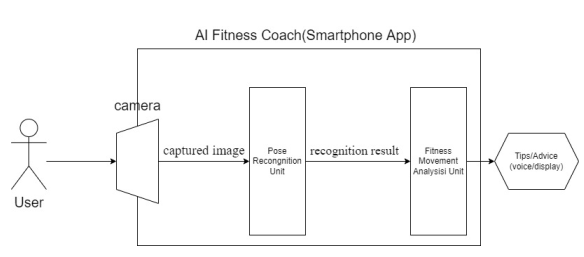 AI Fitness Coach(Smartphone App)
camera
captured image
Pose
Recongnition
Unit
recognition result
Fitness
Movement
Analysisi Unit
Tips/Advice
(voice/display)
User